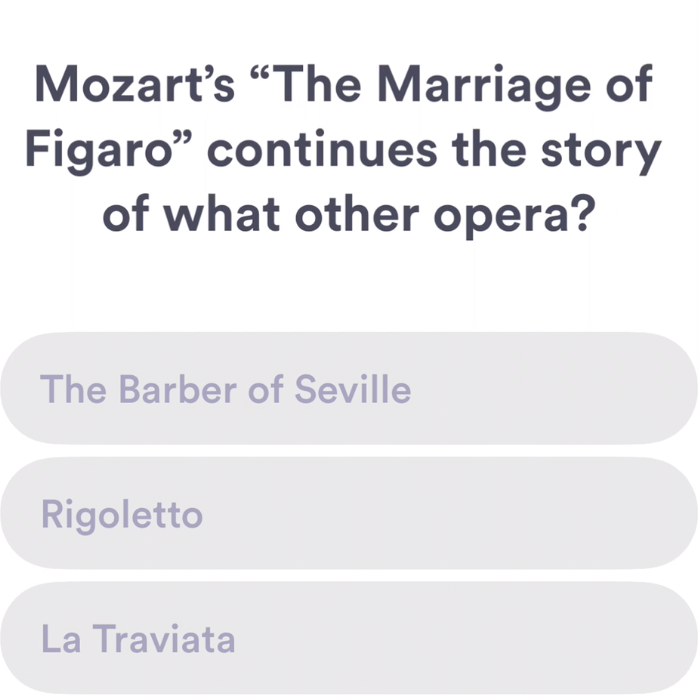 Mozart’s “The Marriage of
Figaro” continues the story
of what other opera?
The Barber of Seville
Rigoletto
La Traviata